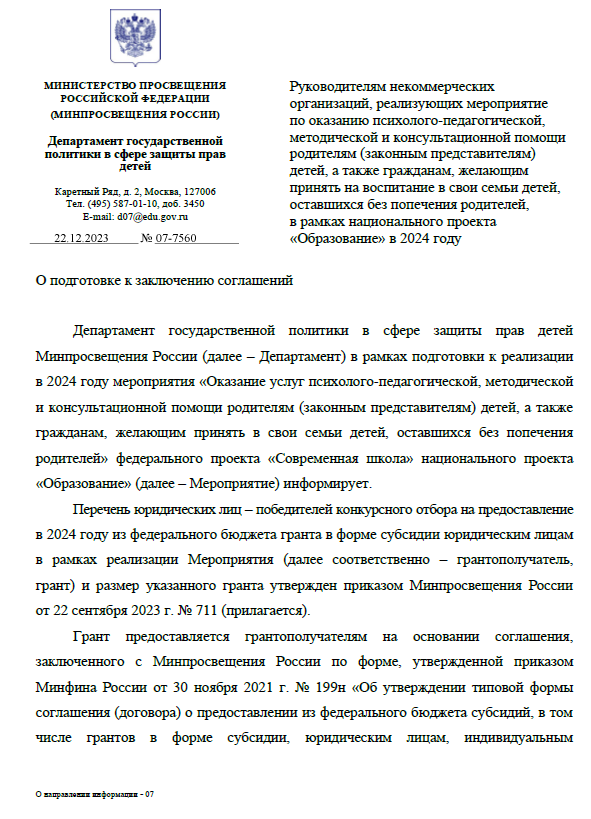 МИНИСТЕРСТВО ПРОСВЕЩЕНИЯ
РОССИЙСКОЙ ФЕДЕРАЦИИ
(МИНПРОСВЕЩЕНИЯ РОССИИ)
Департамент государственной
политики в сфере защиты прав
детей
Каретный Ряд, д. 2, Москва, 127006
Тел. (495) 587-01-10, доб. 3450
E-mail: d07@edu.gov.ru
22.12.2023 № 07-7560
Руководителям некоммерческих
организаций, реализующих мероприятие
по оказанию психолого-педагогической,
методической и консультационной помощи
родителям (законным представителям)
детей, а также гражданам, желающим
принять на воспитание в свои семьи детей,
оставшихся без попечения родителей,
в рамках национального проекта
«Образование» в 2024 году
О подготовке к заключению соглашений
Департамент государственной политики в сфере защиты прав детей
Минпросвещения России (далее – Департамент) в рамках подготовки к реализации
в 2024 году мероприятия «Оказание услуг психолого-педагогической, методической
и консультационной помощи родителям (законным представителям) детей, а также
гражданам, желающим принять в свои семьи детей, оставшихся без попечения
родителей» федерального проекта «Современная школа» национального проекта
«Образование» (далее – Мероприятие) информирует.
Перечень юридических лиц – победителей конкурсного отбора на предоставление
в 2024 году из федерального бюджета гранта в форме субсидии юридическим лицам
в рамках реализации Мероприятия (далее соответственно – грантополучатель,
грант) и размер указанного гранта утвержден приказом Минпросвещения России
от 22 сентября 2023 г. № 711 (прилагается).
Грант предоставляется грантополучателям на основании соглашения,
заключенного с Минпросвещения России по форме, утвержденной приказом
Минфина России от 30 ноября 2021 г. № 199н «Об утверждении типовой формы
соглашения (договора) о предоставлении из федерального бюджета субсидий, в том
числе грантов в форме субсидии, юридическим лицам, индивидуальным
О направлении информации - 07